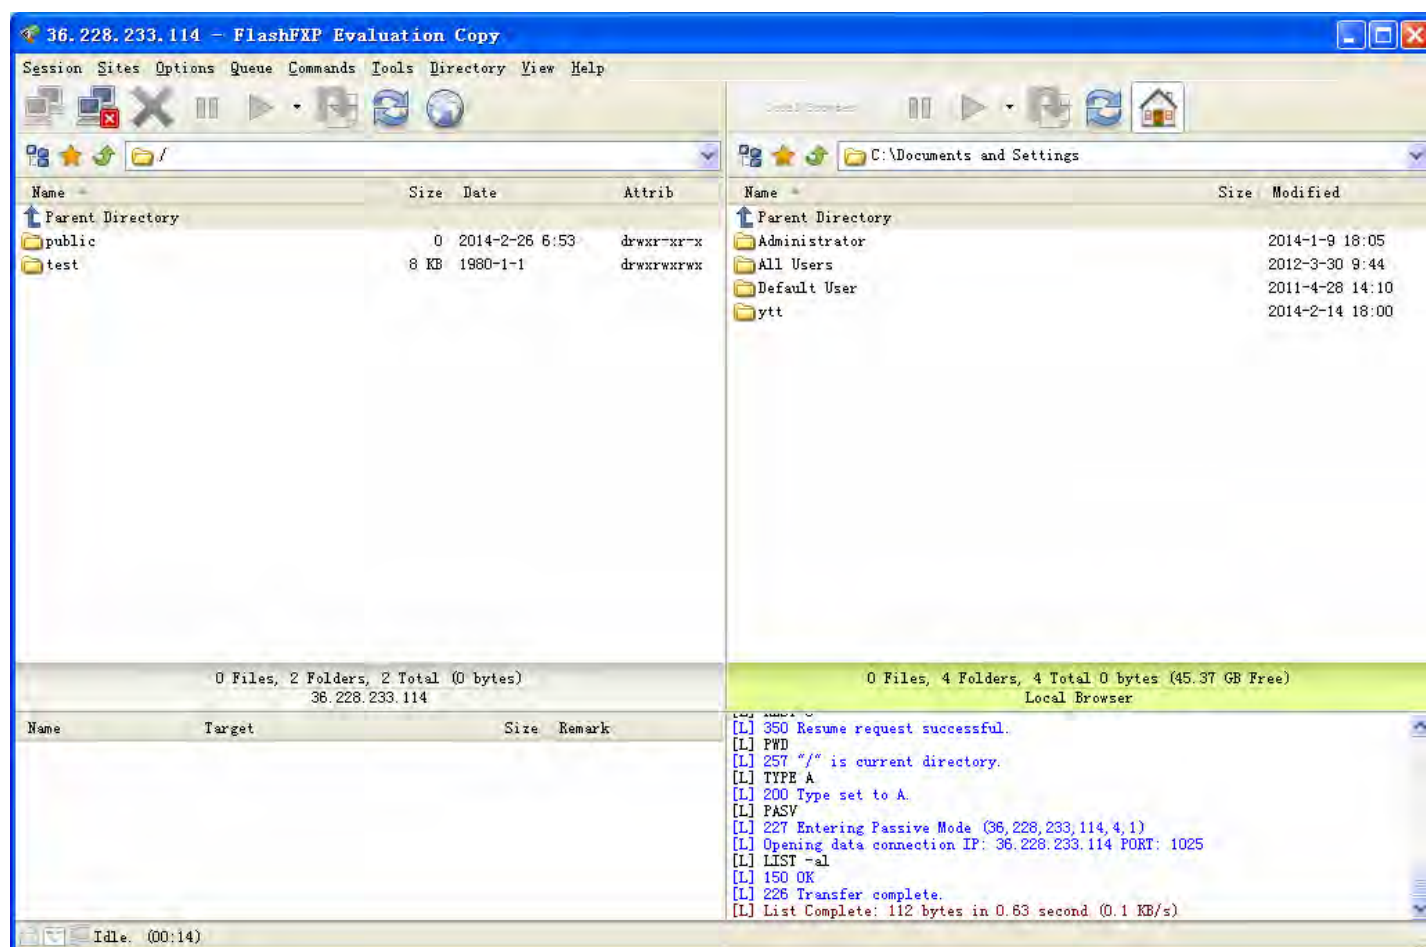 36.228.233.114 - FlashFXP Evaluation Copy
Session Sites Options Queue Commands Tools Directory View Help
/
C:\Documents and Settings
Name Size Date Attrib
Parent Directory
public 0 2014-2-26 6:53 drwxr-xr-x
test 8 KB 1980-1-1 drwxrwxrwx
0 Files, 2 Folders, 2 Total (0 bytes)
36.228.233.114
Name Size Modified
Parent Directory
Administrator 2014-1-9 18:05
All Users 2012-3-30 9:44
Default User 2011-4-28 14:10
ytt 2014-2-14 18:00
0 Files, 4 Folders, 4 Total 0 bytes (45.37 GB Free)
Local Browser
Name Target Size Remark
[L] 350 Resume request successful.
[L] PWD
[L] 257 "/" is current directory.
[L] TYPE A
[L] 200 Type set to A.
[L] PASV
[L] 227 Entering Passive Mode (36,228,233,114,4,1)
[L] Opening data connection IP: 36.228.233.114 PORT: 1025
[L] LIST -al
[L] 150 OK
[L] 226 Transfer complete.
[L] List Complete: 112 bytes in 0.63 second (0.1 KB/s)
Idle. (00:14)